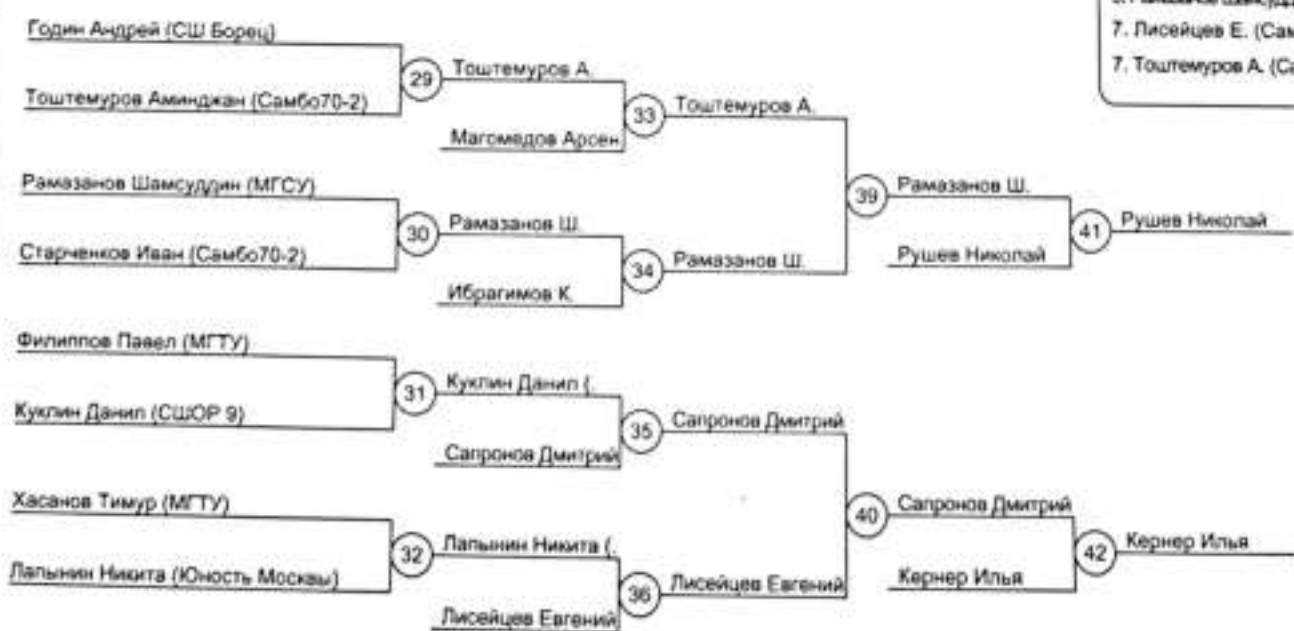 7. Лисейцев Е. (Сам
7. Тоштемуров А. (Са
Годин Андрей (СШ Борец)
29
Тоштемуров А.
Тоштемуров Аминджан (Самбо70-2)
33
Тоштемуров А.
Магомедов Арсен
Рамазанов Шамсуддин (МГСУ)
39
Рамазанов Ш.
30
Рамазанов Ш.
41
Рушев Николай
Старченков Иван (Самбо70-2)
34
Рамазанов Ш.
Рушев Николай
Ибрагимов К.
Филиппов Павел (МГТУ)
31
Куклин Данил (.
Куклин Данил (СШОР 9)
35
Сапронов Дмитрий
Сапронов Дмитрий
Хасанов Тимур (МГТУ)
40
Сапронов Дмитрий
32
Лапынин Никита (.
42
Кернер Илья
Лапынин Никита (Юность Москвы)
36
Лисейцев Евгений
Кернер Илья
Лисейцев Евгений